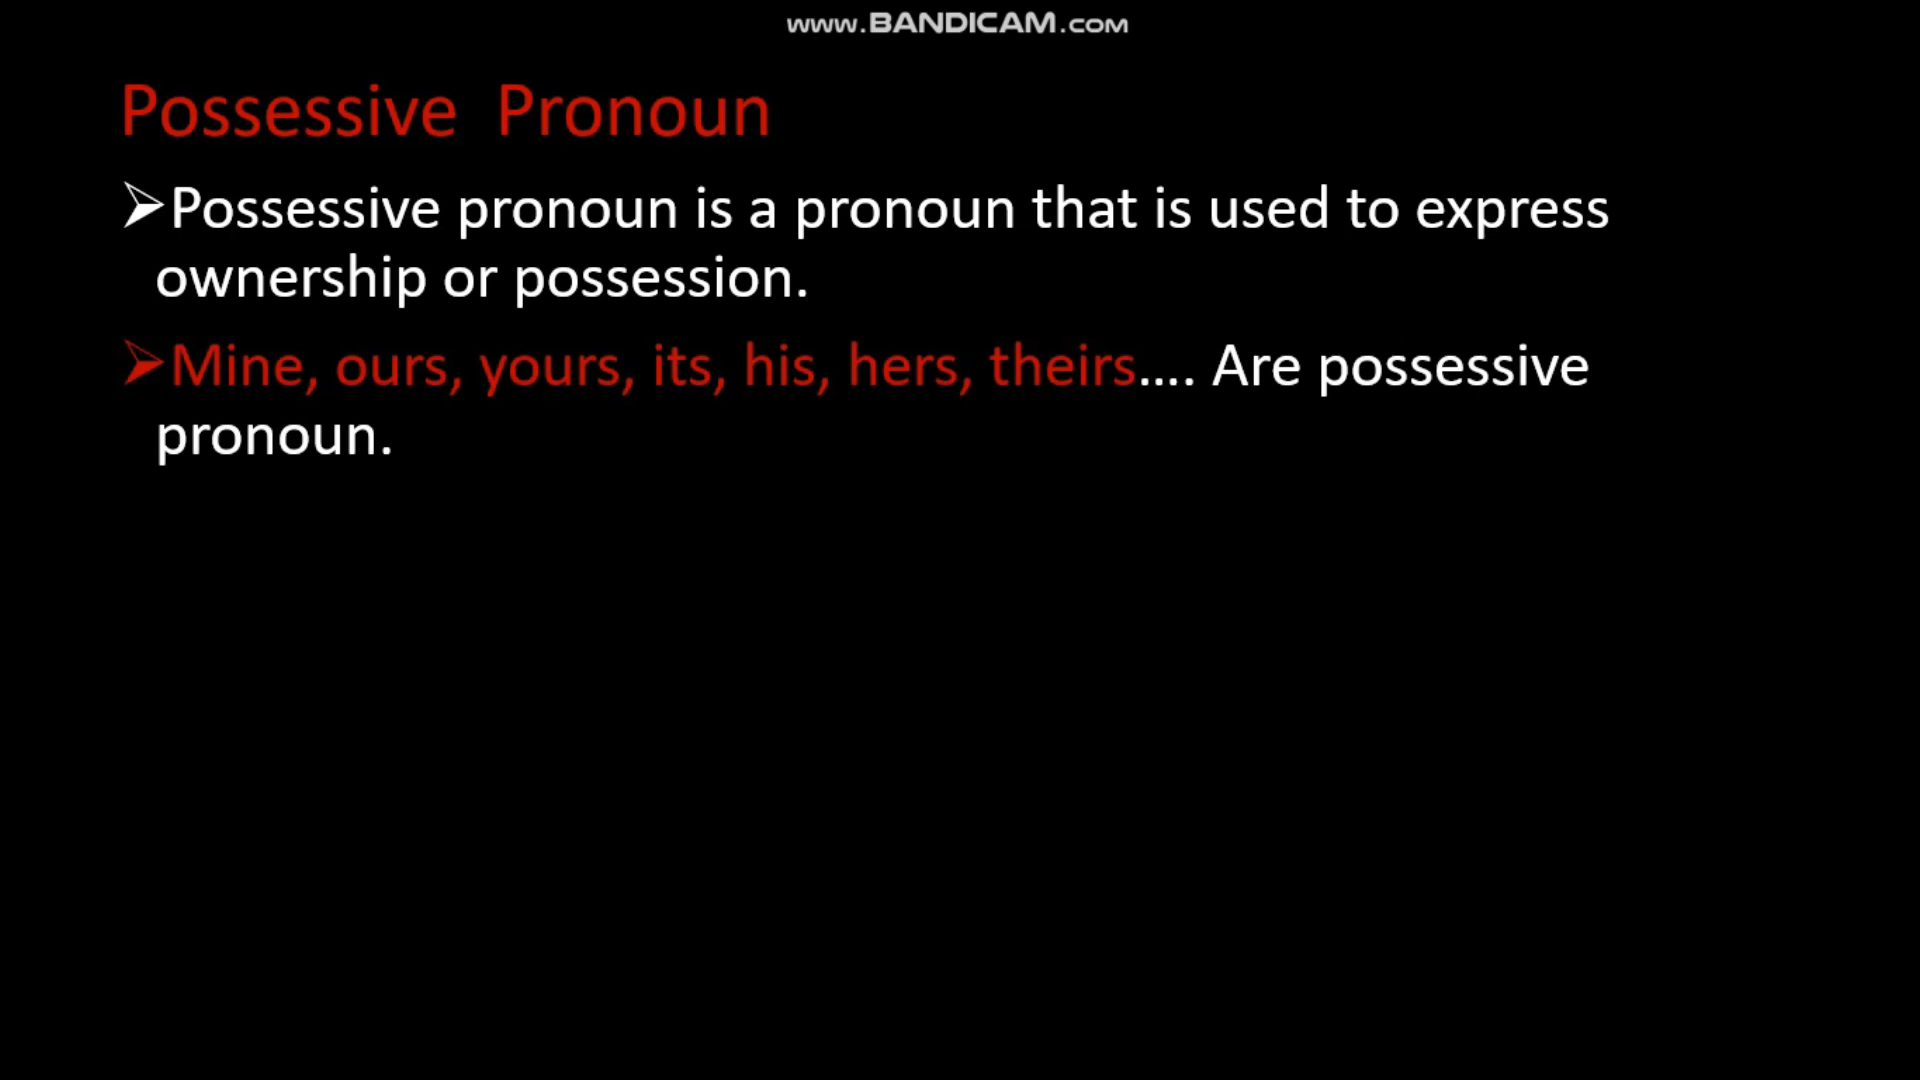 www.BANDICAM.com
Possessive Pronoun
➢Possessive pronoun is a pronoun that is used to express
ownership or possession.
➢Mine, ours, yours, its, his, hers, theirs.... Are possessive
pronoun.